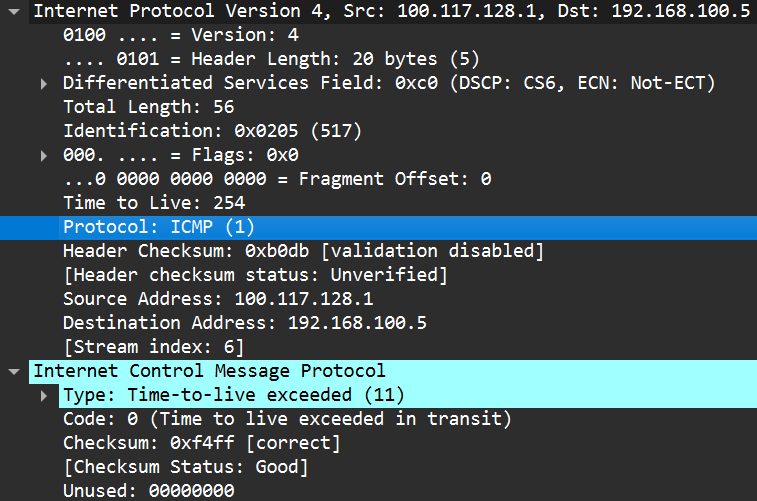 Internet Protocol Version 4, Src: 100.117.128.1, Dst: 192.168.100.5
0100 .... = Version: 4
.... 0101 = Header Length: 20 bytes (5)
Differentiated Services Field: 0xc0 (DSCP: CS6, ECN: Not-ECT)
Total Length: 56
Identification: 0x0205 (517)
000. .... = Flags: 0x0
...0 0000 0000 0000 = Fragment Offset: 0
Time to Live: 254
Protocol: ICMP (1)
Header Checksum: 0xb0db [validation disabled]
[Header checksum status: Unverified]
Source Address: 100.117.128.1
Destination Address: 192.168.100.5
[Stream index: 6]
Internet Control Message Protocol
Type: Time-to-live exceeded (11)
Code: 0 (Time to live exceeded in transit)
Checksum: 0xf4ff [correct]
[Checksum Status: Good]
Unused: 00000000